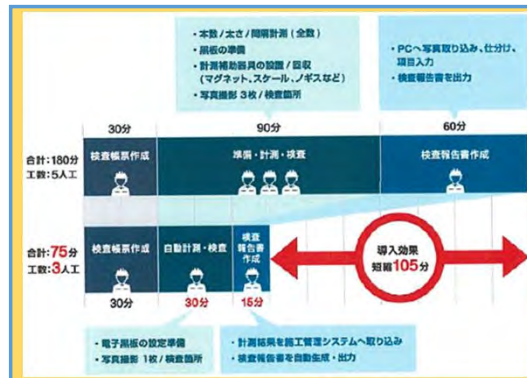 ・本数/太さ/間隔計測(全数)
・黒板の準備
・計測補助器具の設置/回収
(マグネット、スケール、ノギスなど)
・写真撮影 3枚/検査箇所
・PCへ写真取り込み、仕分け、
項目入力
・検査報告書を出力
30分
90分
60分
合計:180分
工数:5人工
検査帳票作成
準備・計測・検査
検査報告書作成
合計:75分
工数:3人工
検査帳票作成
自動計測・検査
検査
報告書
作成
導入効果
短縮105分
30分
30分
15分
・電子黒板の設定準備
・写真撮影 1枚/検査箇所
・計測結果を施工管理システムへ取り込み
・検査報告書を自動生成・出力